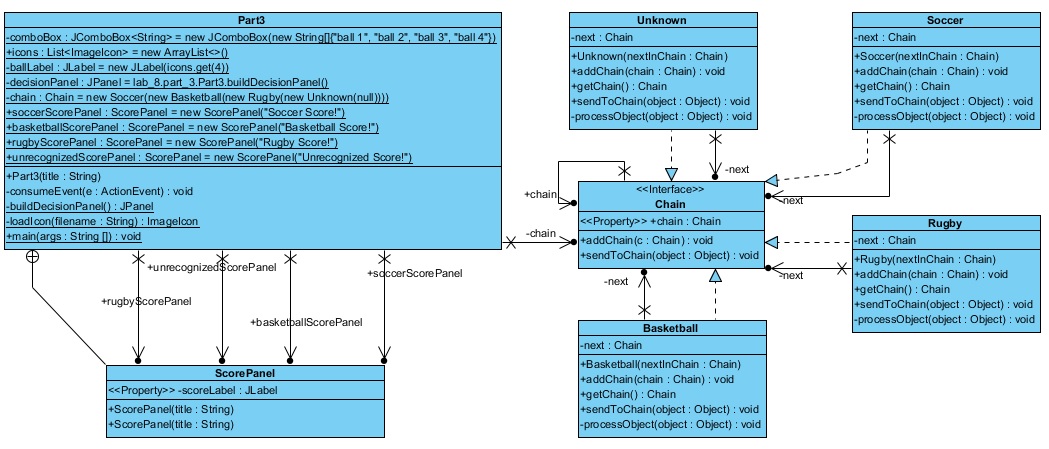 Part3
-comboBox : JComboBox<String> = new JComboBox(new String[]{"ball 1", "ball 2", "ball 3", "ball 4"})
+icons : List<ImageIcon> = new ArrayList<>()
-ballLabel : JLabel = new JLabel(icons.get(4))
-decisionPanel : JPanel = lab_8.part_3.Part3.buildDecisionPanel()
-chain : Chain = new Soccer(new Basketball(new Rugby(new Unknown(null))))
+soccerScorePanel : ScorePanel = new ScorePanel("Soccer Score!")
+basketballScorePanel : ScorePanel = new ScorePanel("Basketball Score!")
+rugbyScorePanel : ScorePanel = new ScorePanel("Rugby Score!")
+unrecognizedScorePanel : ScorePanel = new ScorePanel("Unrecognized Score!")
+Part3(title : String)
-consumeEvent(e : ActionEvent) : void
-buildDecisionPanel() : JPanel
-loadIcon(filename : String) : ImageIcon
+main(args : String []) : void
Unknown
-next : Chain
+Unknown(nextInChain : Chain)
+addChain(chain : Chain) : void
+getChain() : Chain
+sendToChain(object : Object) : void
-processObject(object : Object) : void
Soccer
-next : Chain
+Soccer(nextInChain : Chain)
+addChain(chain : Chain) : void
+getChain() : Chain
+sendToChain(object : Object) : void
-processObject(object : Object) : void
-next
+chain
-next
<<Interface>>
Chain
<<Property>> +chain : Chain
+addChain(c : Chain) : void
+sendToChain(object : Object) : void
-chain
Rugby
-next : Chain
+Rugby(nextInChain : Chain)
+addChain(chain : Chain) : void
+getChain() : Chain
+sendToChain(object : Object) : void
-processObject(object : Object) : void
-next
-next
+unrecognizedScorePanel
+soccerScorePanel
+rugbyScorePanel
+basketballScorePanel
Basketball
-next : Chain
+Basketball(nextInChain : Chain)
+addChain(chain : Chain) : void
+getChain() : Chain
+sendToChain(object : Object) : void
-processObject(object : Object) : void
ScorePanel
<<Property>> -scoreLabel : JLabel
+ScorePanel(title : String)
+ScorePanel(title : String)